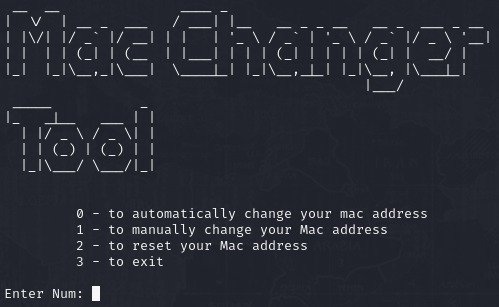 Mac Changer
Tool
0 - to automatically change your mac address
1 - to manually change your Mac address
2 - to reset your Mac address
3 - to exit
Enter Num: